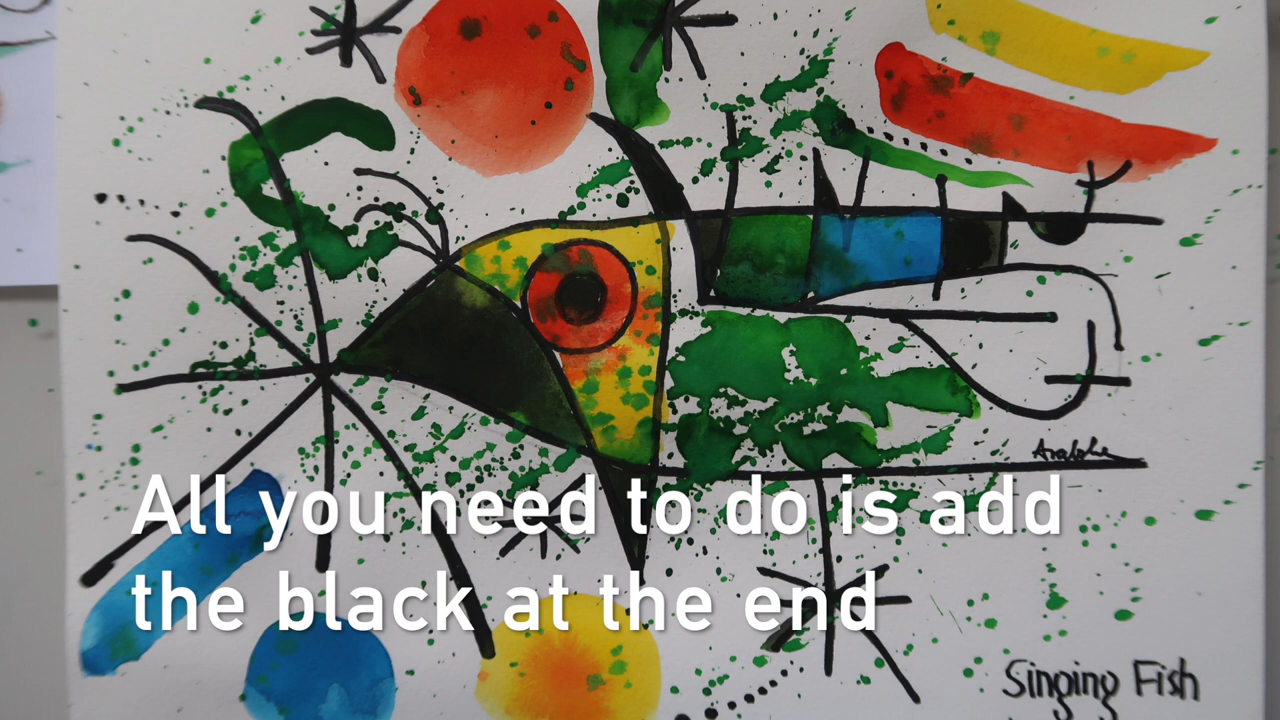 All you need to do is add
the black at the end
Singing Fish